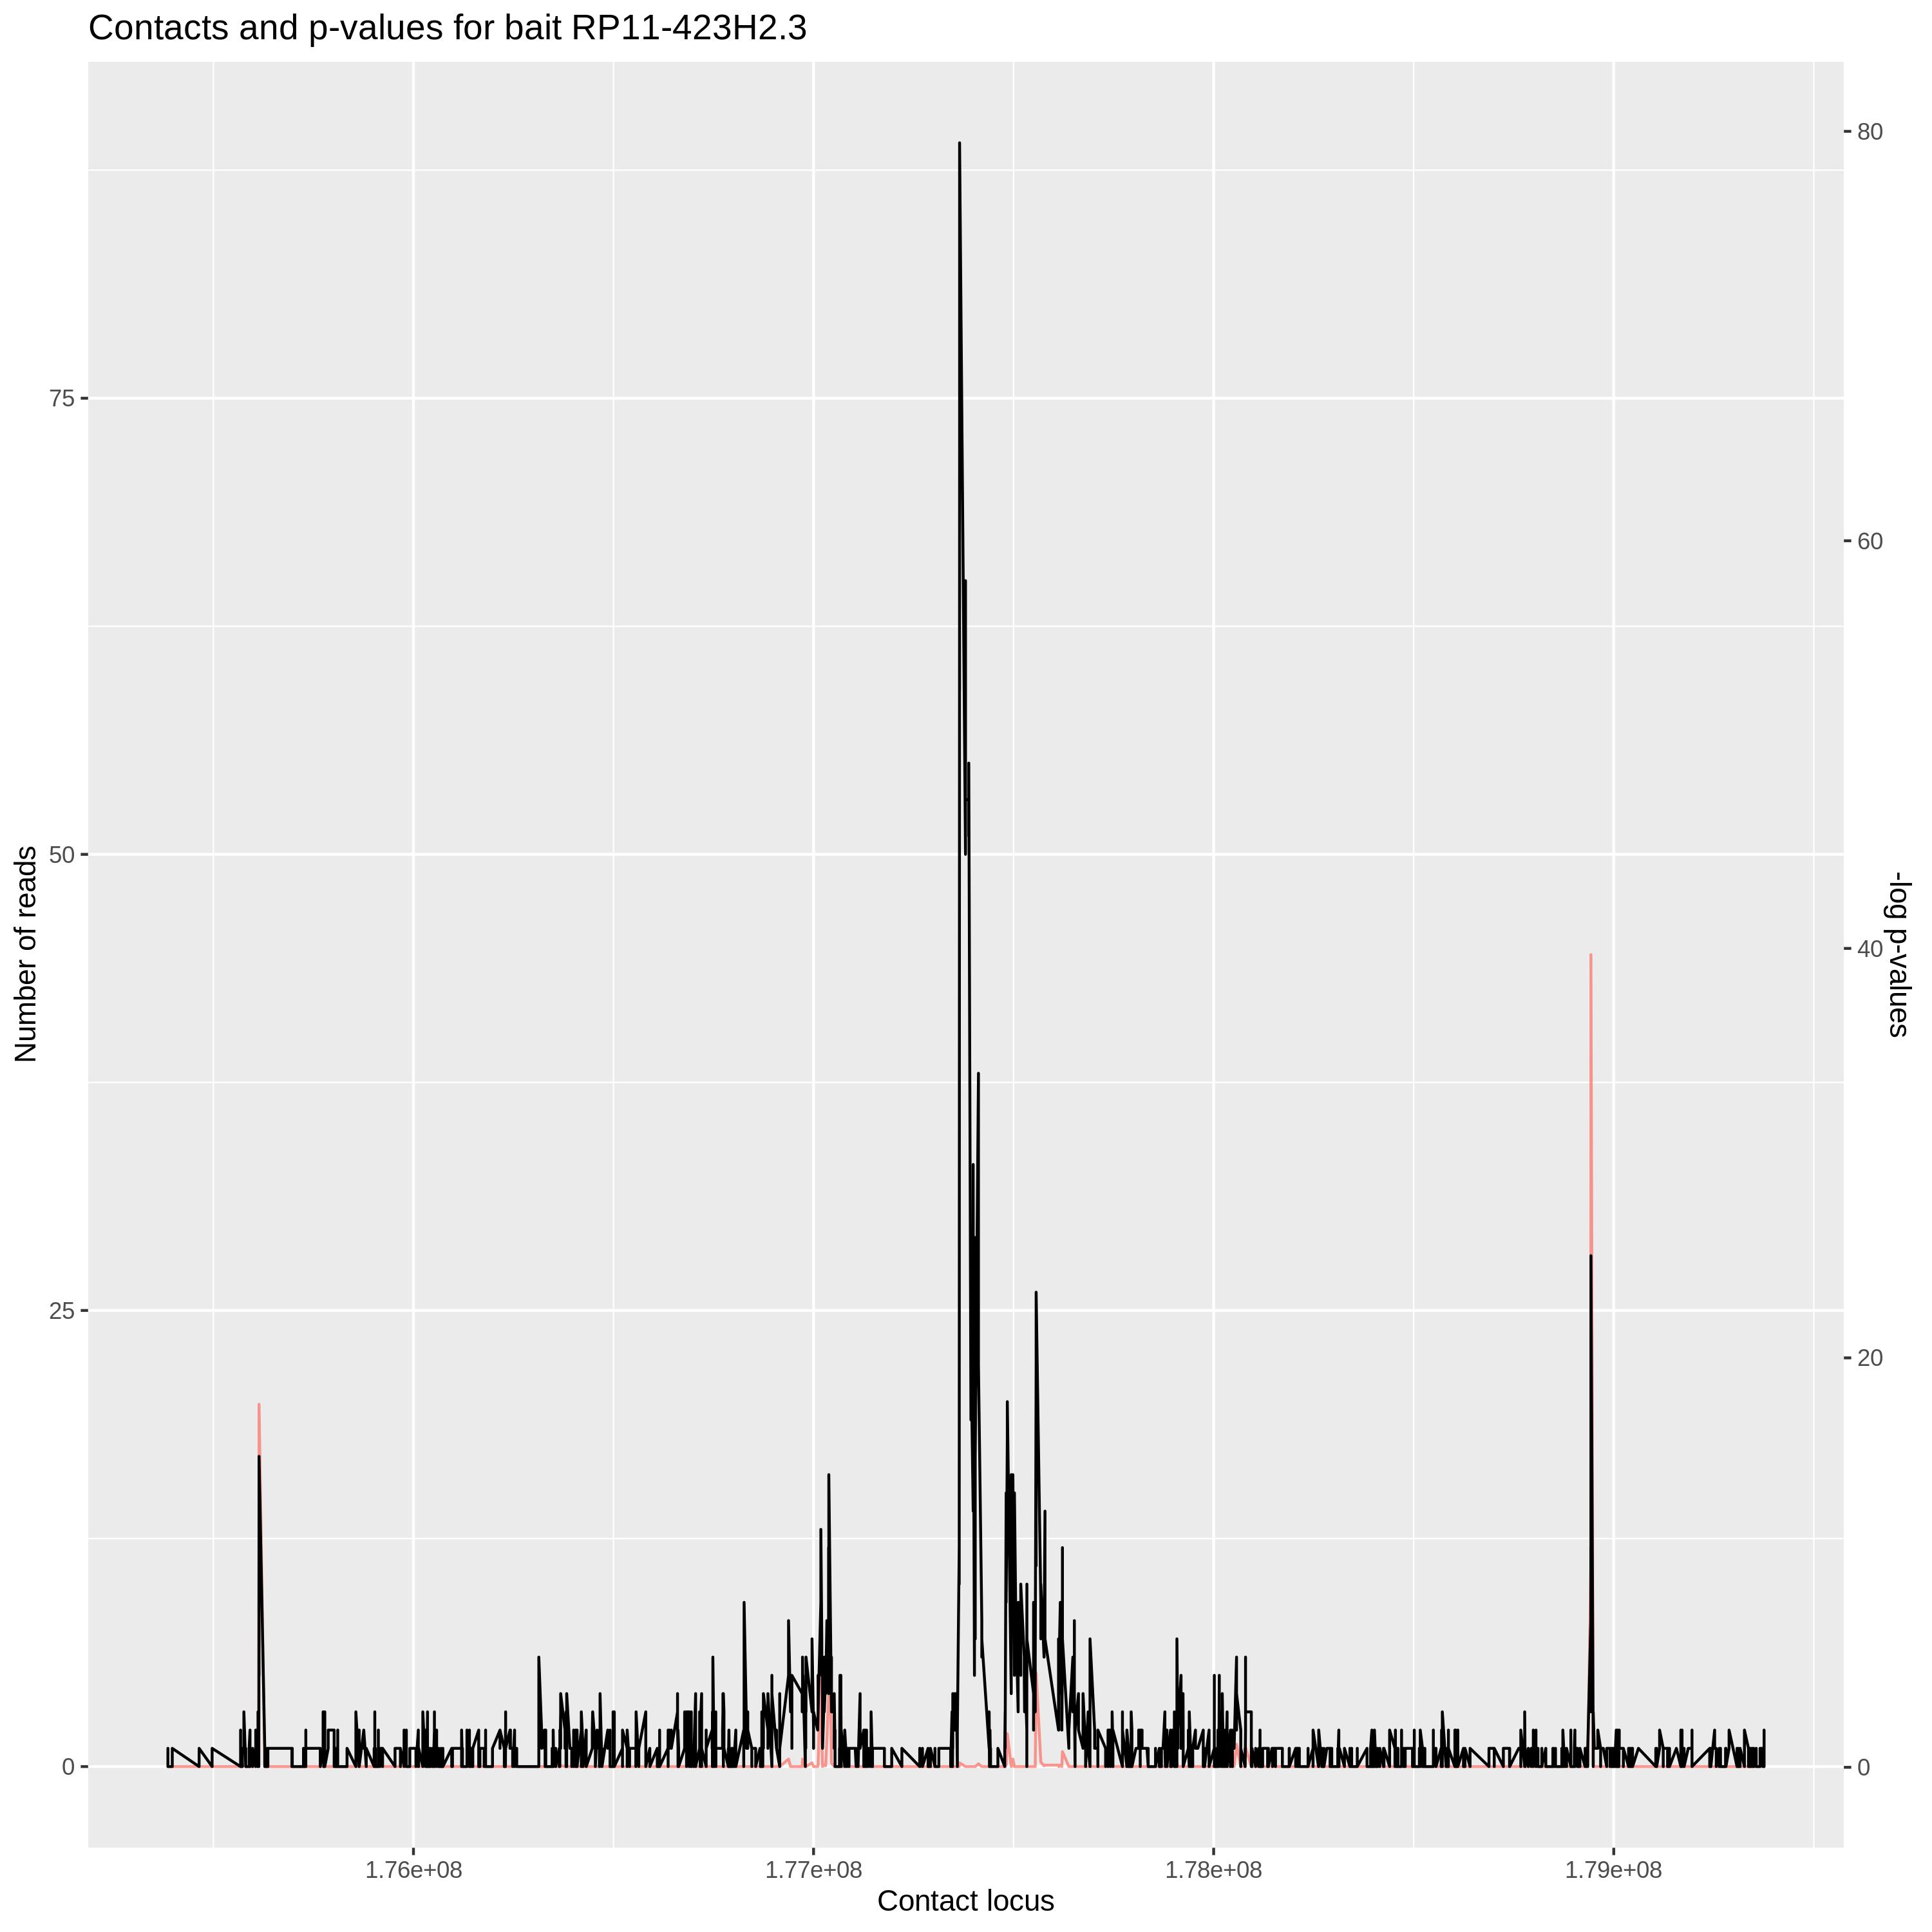 Contacts and p-values for bait RP11-423H2.3
80
75
60
50
40
25
20
0
0
Number of reads
-log p-values
1.76e+08
1.77e+08
1.78e+08
1.79e+08
Contact locus